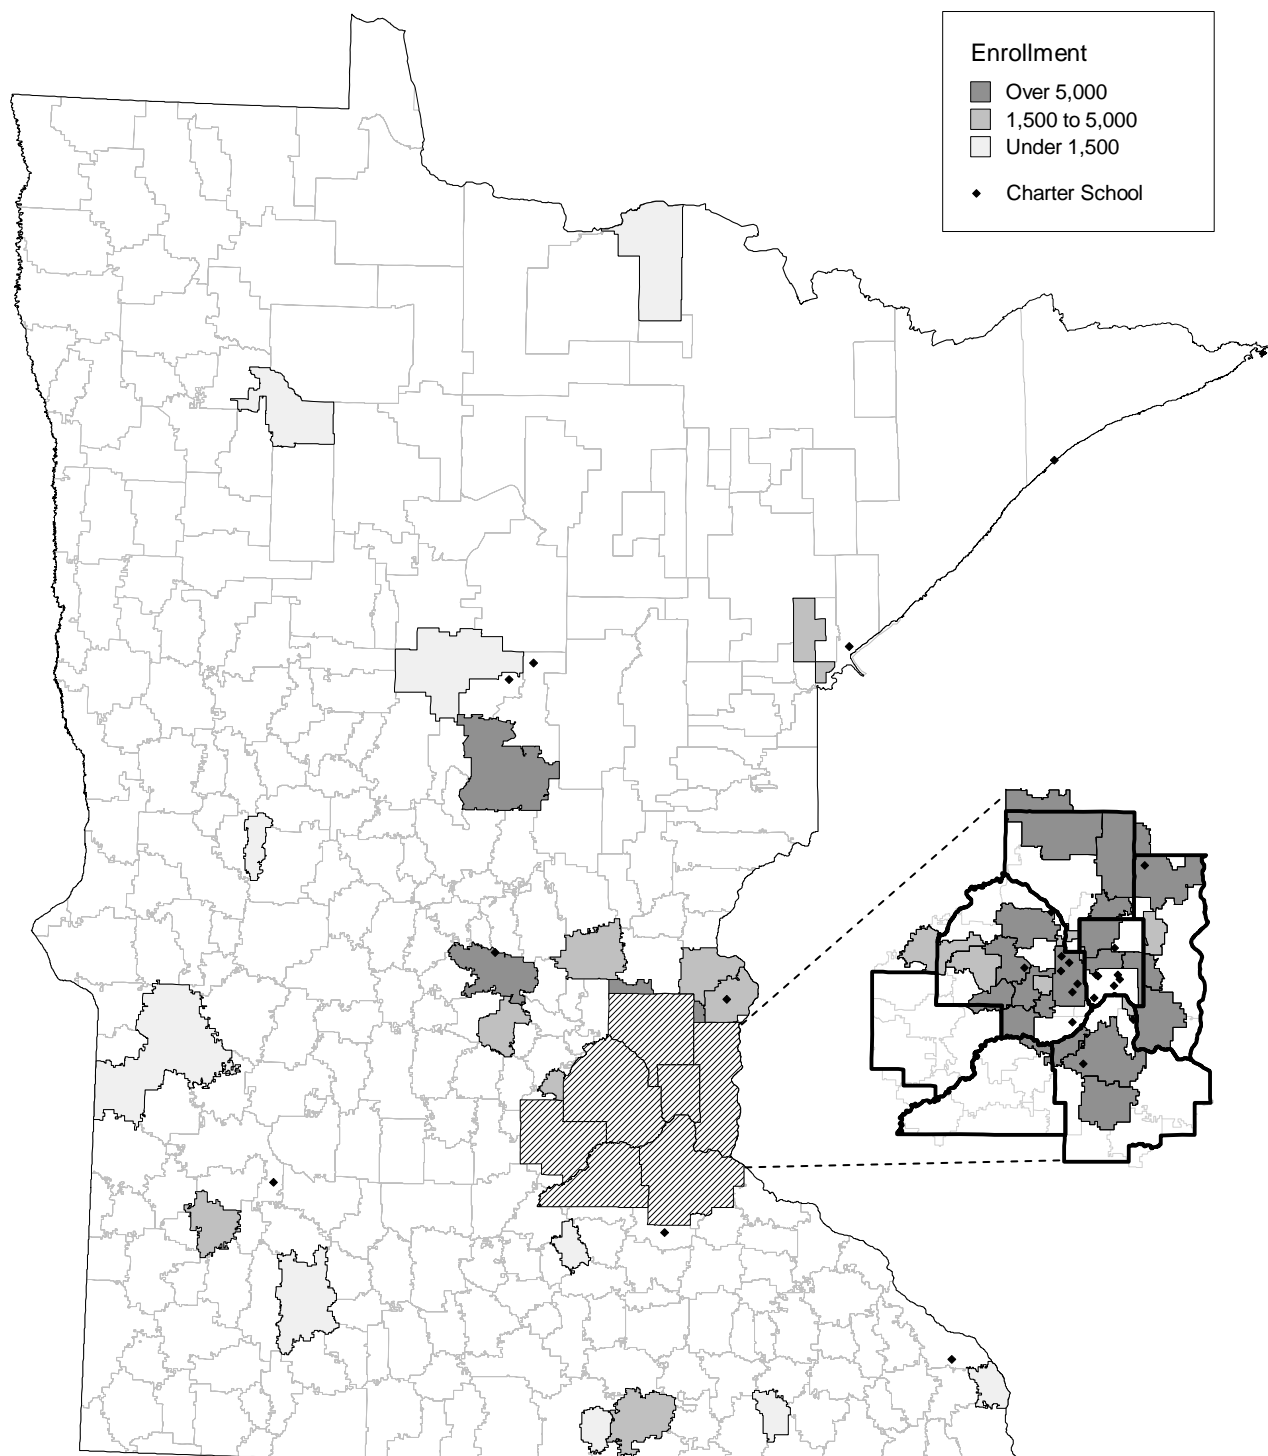 Enrollment
Over 5,000
1,500 to 5,000
Under 1,500
Charter School